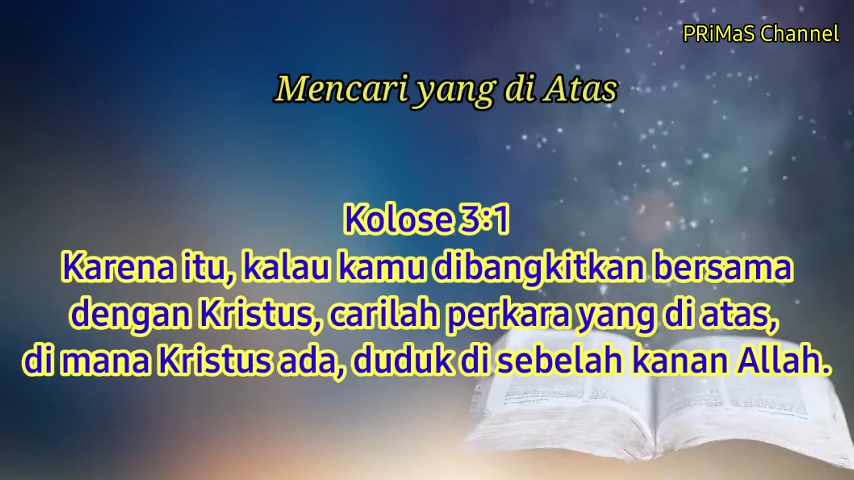 PRiMaS Channel
Mencari yang di Atas
Kolose 3:1
Karena itu, kalau kamu dibangkitkan bersama
dengan Kristus, carilah perkara yang di atas,
di mana Kristus ada, duduk di sebelah kanan Allah.